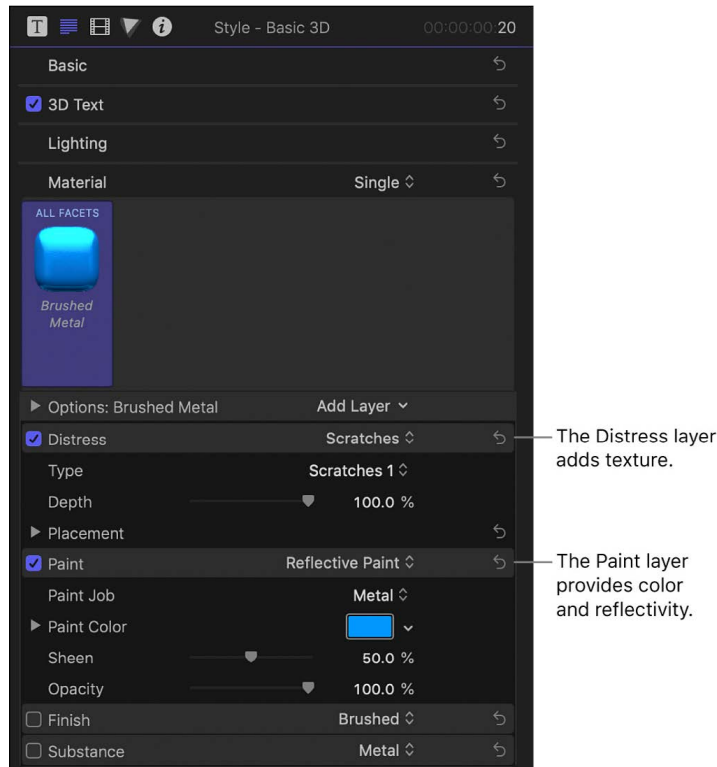 T i Style - Basic 3D 00:00:00:20
Basic
3D Text
Lighting
Material Single
ALL FACETS
Brushed
Metal
Options: Brushed Metal Add Layer
Distress Scratches
The Distress layer
adds texture.
Type Scratches 1
Depth 100.0 %
Placement
Paint Reflective Paint
The Paint layer
provides color
and reflectivity.
Paint Job Metal
Paint Color
Sheen 50.0 %
Opacity 100.0 %
Finish Brushed
Substance Metal